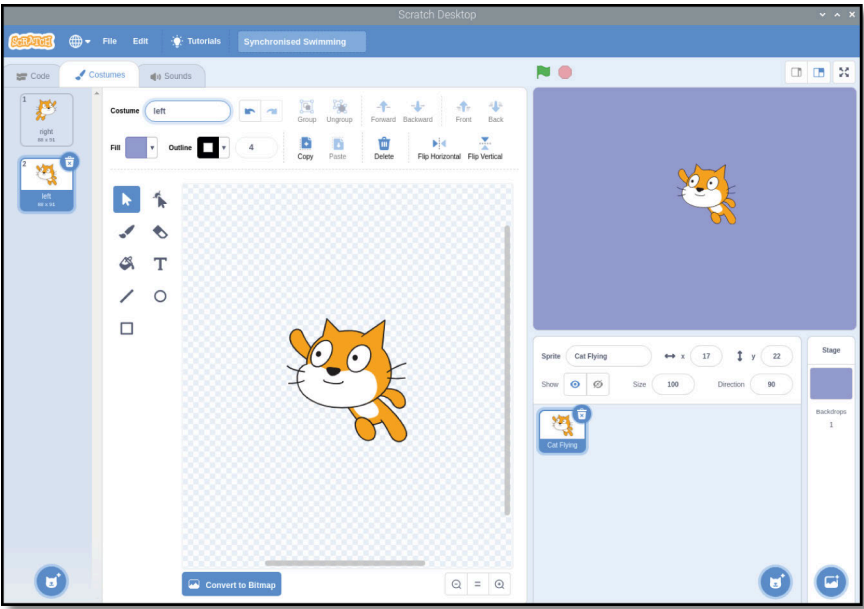 Scratch Desktop
SCRATCH File Edit Tutorials Synchronised Swimming
Code Costumes Sounds
1
right
2
left
Costume left Group Ungroup Forward Backward Front Back
Fill Outline 4 Copy Paste Delete Flip Horizontal Flip Vertical
T
Convert to Bitmap
Sprite Cat Flying x 17 y 22
Show Size 100 Direction 90
Cat Flying
Stage
Backdrops
1